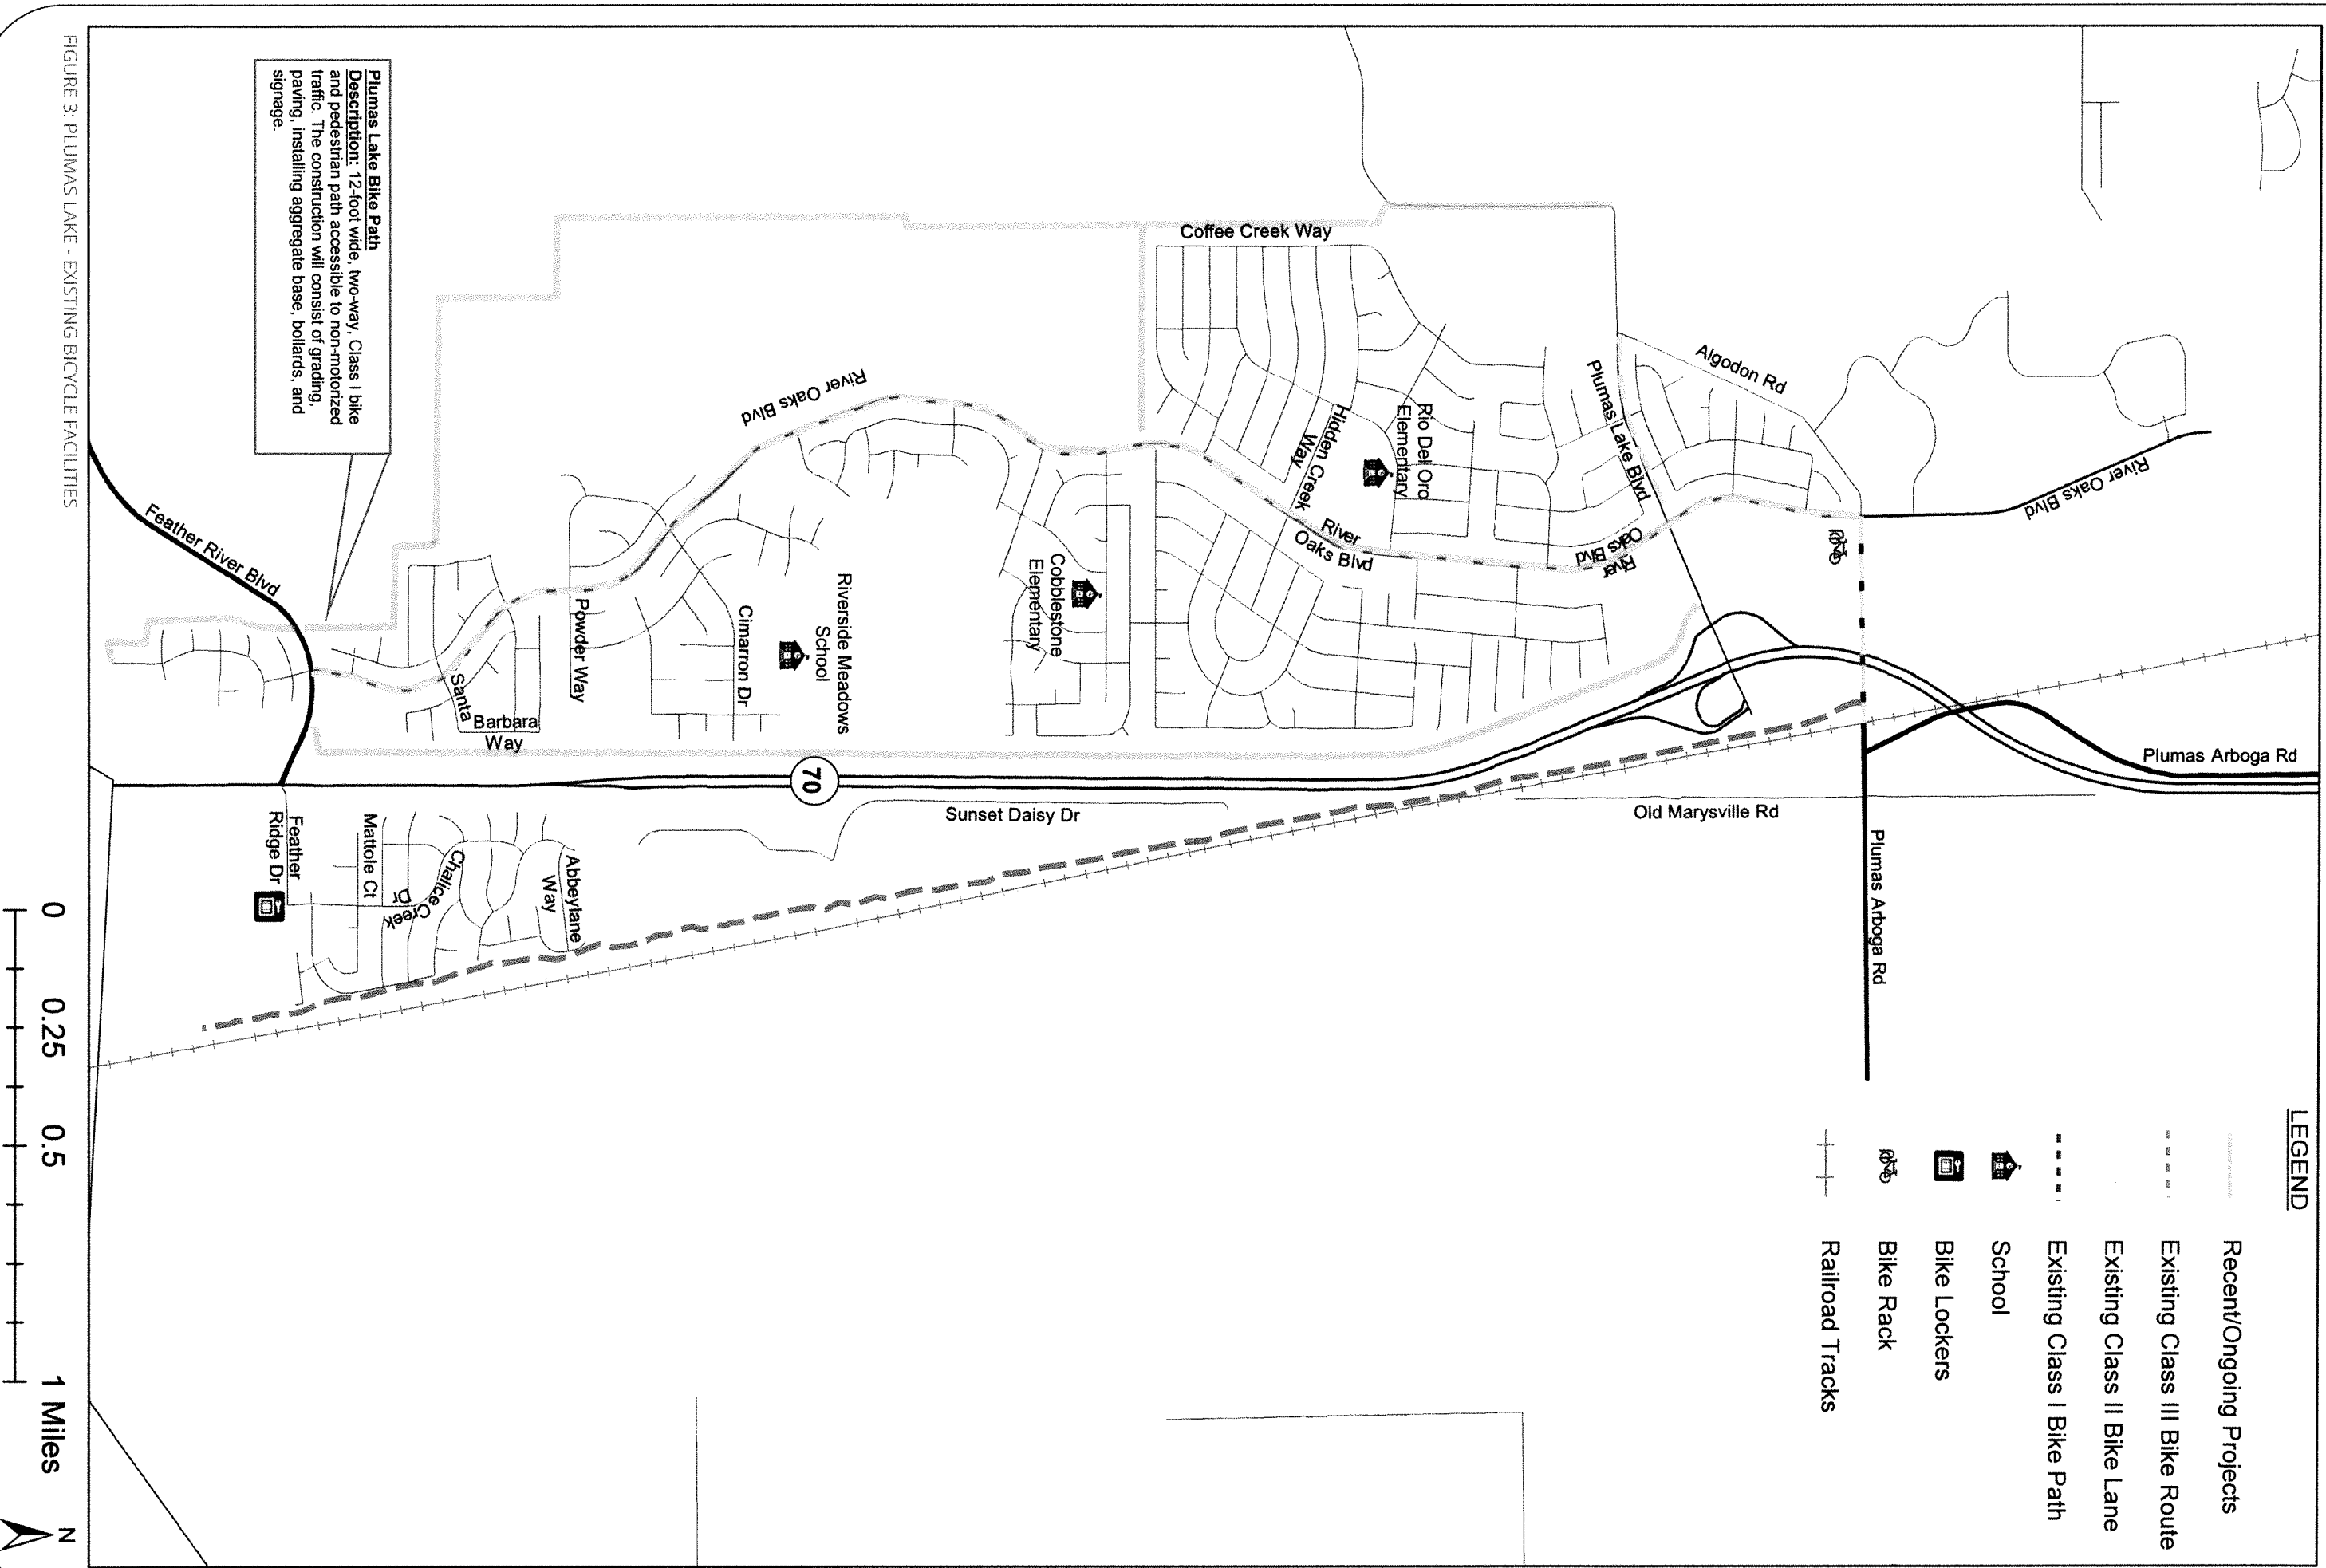 FIGURE 3: PLUMAS LAKE - EXISTING BICYCLE FACILITIES
Plumas Lake Bike Path
Description: 12-foot wide, two-way, Class I bike
and pedestrian path accessible to non-motorized
traffic. The construction will consist of grading,
paving, installing aggregate base, bollards, and
signage.
LEGEND
Recent/Ongoing Projects
Existing Class III Bike Route
Existing Class II Bike Lane
Existing Class I Bike Path
School
Bike Lockers
Bike Rack
Railroad Tracks
Coffee Creek Way
Algodon Rd
Plumas Lake Blvd
River Oaks Blvd
River
Oaks Blvd
Rio Del Oro
Elementary
Hidden Creek
Way
River
Oaks Blvd
River Oaks Blvd
Cobblestone
Elementary
Riverside Meadows
School
Cimarron Dr
Powder Way
Santa
Barbara
Way
Feather River Blvd
70
Sunset Daisy Dr
Old Marysville Rd
Plumas Arboga Rd
Plumas Arboga Rd
Abbeylane
Way
Chalice Creek
Dr
Mattole Ct
Feather
Ridge Dr
0 0.25 0.5 1 Miles
N